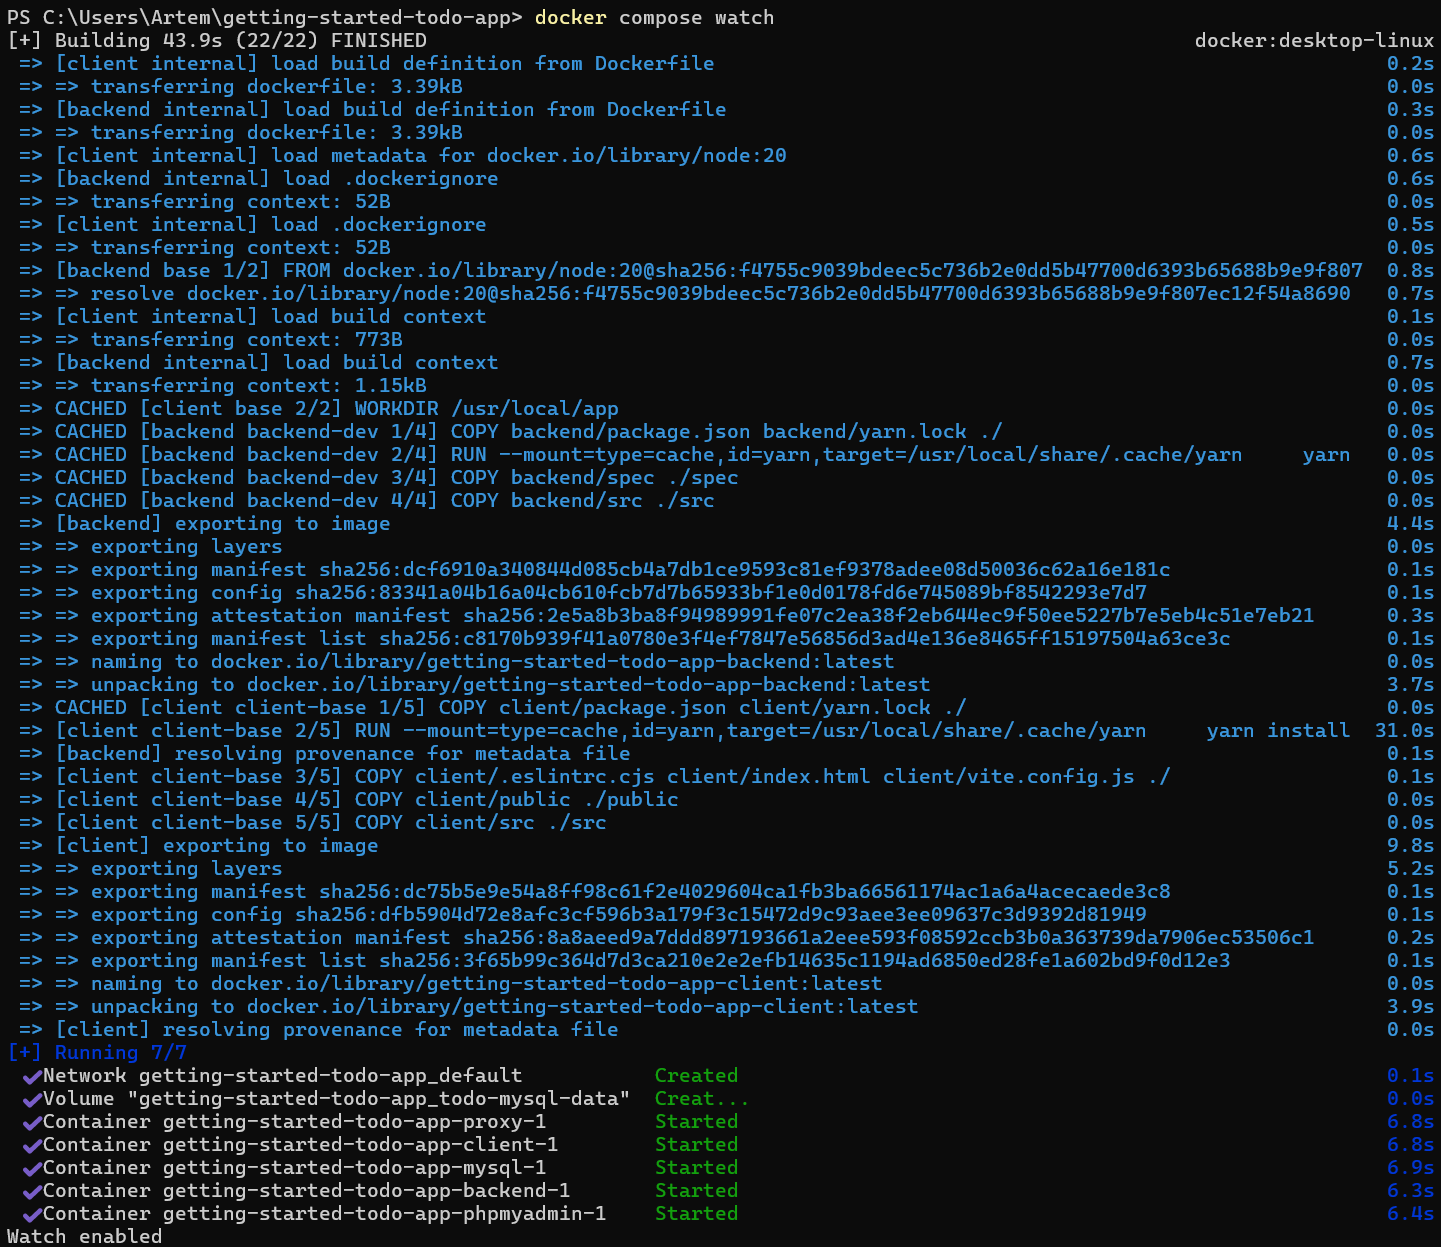 PS C:\Users\Artem\getting-started-todo-app> docker compose watch
[+] Building 43.9s (22/22) FINISHED docker:desktop-linux
=> [client internal] load build definition from Dockerfile 0.2s
=> => transferring dockerfile: 3.39kB 0.0s
=> [backend internal] load build definition from Dockerfile 0.3s
=> => transferring dockerfile: 3.39kB 0.0s
=> [client internal] load metadata for docker.io/library/node:20 0.6s
=> [backend internal] load .dockerignore 0.6s
=> => transferring context: 52B 0.0s
=> [client internal] load .dockerignore 0.5s
=> => transferring context: 52B 0.0s
=> [backend base 1/2] FROM docker.io/library/node:20@sha256:f4755c9039bdeec5c736b2e0dd5b47700d6393b65688b9e9f807 0.8s
=> => resolve docker.io/library/node:20@sha256:f4755c9039bdeec5c736b2e0dd5b47700d6393b65688b9e9f807ec12f54a8690 0.7s
=> [client internal] load build context 0.1s
=> => transferring context: 773B 0.0s
=> [backend internal] load build context 0.7s
=> => transferring context: 1.15kB 0.0s
=> CACHED [client base 2/2] WORKDIR /usr/local/app 0.0s
=> CACHED [backend backend-dev 1/4] COPY backend/package.json backend/yarn.lock ./ 0.0s
=> CACHED [backend backend-dev 2/4] RUN --mount=type=cache,id=yarn,target=/usr/local/share/.cache/yarn yarn 0.0s
=> CACHED [backend backend-dev 3/4] COPY backend/spec ./spec 0.0s
=> CACHED [backend backend-dev 4/4] COPY backend/src ./src 0.0s
=> [backend] exporting to image 4.4s
=> => exporting layers 0.0s
=> => exporting manifest sha256:dcf6910a340844d085cb4a7db1ce9593c81ef9378adee08d50036c62a16e181c 0.1s
=> => exporting config sha256:83341a04b16a04cb610fcb7d7b65933bf1e0d0178fd6e745089bf8542293e7d7 0.1s
=> => exporting attestation manifest sha256:2e5a8b3ba8f94989991fe07c2ea38f2eb644ec9f50ee5227b7e5eb4c51e7eb21 0.3s
=> => exporting manifest list sha256:c8170b939f41a0780e3f4ef7847e56856d3ad4e136e8465ff15197504a63ce3c 0.1s
=> => naming to docker.io/library/getting-started-todo-app-backend:latest 0.0s
=> => unpacking to docker.io/library/getting-started-todo-app-backend:latest 3.7s
=> CACHED [client client-base 1/5] COPY client/package.json client/yarn.lock ./ 0.0s
=> [client client-base 2/5] RUN --mount=type=cache,id=yarn,target=/usr/local/share/.cache/yarn yarn install 31.0s
=> [backend] resolving provenance for metadata file 0.1s
=> [client client-base 3/5] COPY client/.eslintrc.cjs client/index.html client/vite.config.js ./ 0.1s
=> [client client-base 4/5] COPY client/public ./public 0.0s
=> [client client-base 5/5] COPY client/src ./src 0.0s
=> [client] exporting to image 9.8s
=> => exporting layers 5.2s
=> => exporting manifest sha256:dc75b5e9e54a8ff98c61f2e4029604ca1fb3ba66561174ac1a6a4acecaede3c8 0.1s
=> => exporting config sha256:dfb5904d72e8afc3cf596b3a179f3c15472d9c93aee3ee09637c3d9392d81949 0.1s
=> => exporting attestation manifest sha256:8a8aeed9a7ddd897193661a2eee593f08592ccb3b0a363739da7906ec53506c1 0.2s
=> => exporting manifest list sha256:3f65b99c364d7d3ca210e2e2efb14635c1194ad6850ed28fe1a602bd9f0d12e3 0.1s
=> => naming to docker.io/library/getting-started-todo-app-client:latest 0.0s
=> => unpacking to docker.io/library/getting-started-todo-app-client:latest 3.9s
=> [client] resolving provenance for metadata file 0.0s
[+] Running 7/7
✔Network getting-started-todo-app_default Created 0.1s
✔Volume "getting-started-todo-app_todo-mysql-data" Creat... 0.0s
✔Container getting-started-todo-app-proxy-1 Started 6.8s
✔Container getting-started-todo-app-client-1 Started 6.8s
✔Container getting-started-todo-app-mysql-1 Started 6.9s
✔Container getting-started-todo-app-backend-1 Started 6.3s
✔Container getting-started-todo-app-phpmyadmin-1 Started 6.4s
Watch enabled